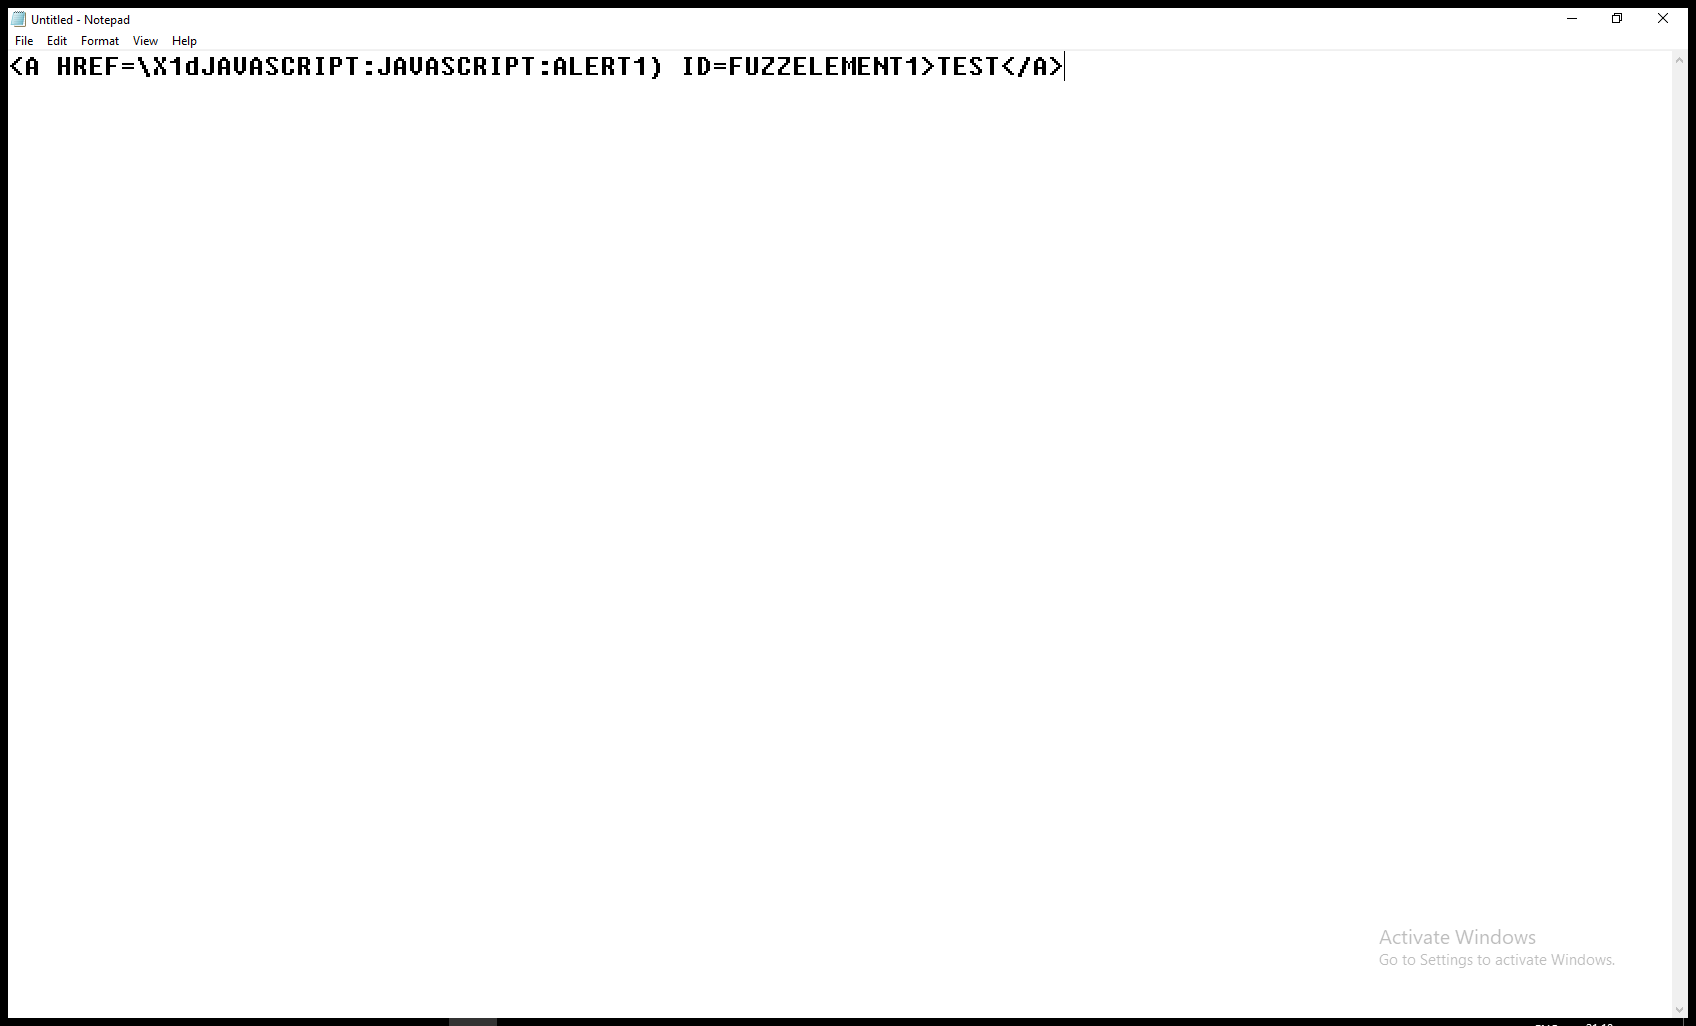 Untitled - Notepad
File Edit Format View Help
<A HREF=\X1dJAVASCRIPT:JAVASCRIPT:ALERT1) ID=FUZZELEMENT1>TEST</A>
Activate Windows
Go to Settings to activate Windows.